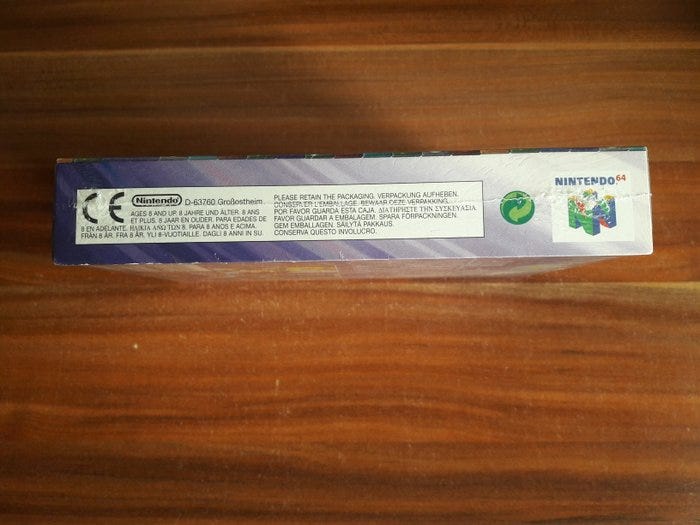 CE
Nintendo D-63760 Großostheim.
AGES 8 AND UP. 8 JAHRE UND ÄLTER. 8 ANS
ET PLUS. 8 JAAR EN OUDER. PARA EDADES DE
8 EN ADELANTE. ΗΛΙΚΙΑ ΑΝΩ ΤΩΝ 8. PARA 8 ANOS E ACIMA.
FRÅN 8 ÅR. FRA 8 ÅR. YLI 8-VUOTIAILLE. DAGLI 8 ANNI IN SU.
PLEASE RETAIN THE PACKAGING. VERPACKUNG AUFHEBEN.
CONSERVER L'EMBALLAGE. BEWAAR DEZE VERPAKKING.
POR FAVOR GUARDA ESTA CAJA. ΔΙΑΤΗΡΗΣΤΕ ΤΗΝ ΣΥΣΚΕΥΑΣΙΑ.
FAVOR GUARDAR A EMBALAGEM. SPARA FÖRPACKNINGEN.
GEM EMBALLAGEN. SÄILYTÄ PAKKAUS.
CONSERVA QUESTO INVOLUCRO.
NINTENDO 64